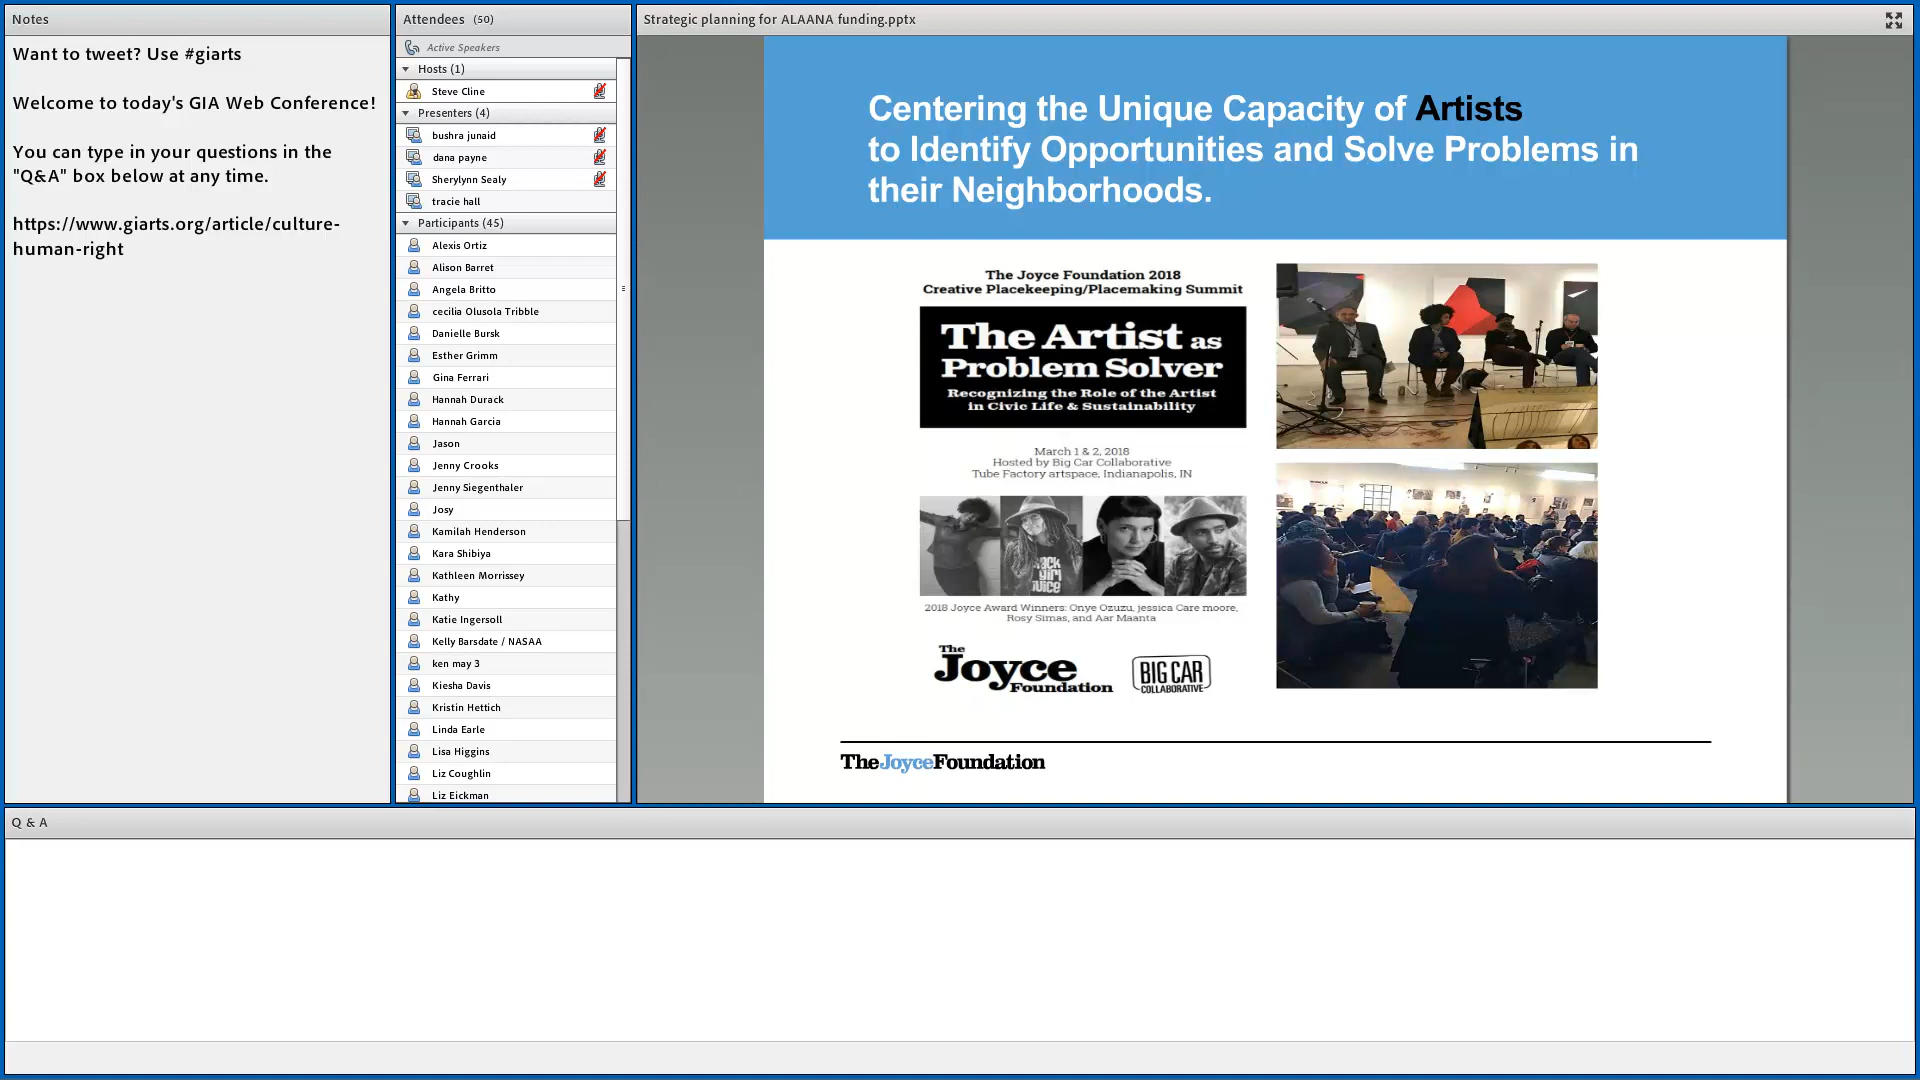 Notes
Want to tweet? Use #giarts
Welcome to today's GIA Web Conference!
You can type in your questions in the
"Q&A" box below at any time.
https://www.giarts.org/article/culture-
human-right
Attendees (50)
Active Speakers
Hosts (1)
Steve Cline
Presenters (4)
bushra junaid
dana payne
Sherylynn Sealy
tracie hall
Participants (45)
Alexis Ortiz
Alison Barret
Angela Britto
cecilia Olusola Tribble
Danielle Bursk
Esther Grimm
Gina Ferrari
Hannah Durack
Hannah Garcia
Jason
Jenny Crooks
Jenny Siegenthaler
Josy
Kamilah Henderson
Kara Shibiya
Kathleen Morrissey
Kathy
Katie Ingersoll
Kelly Barsdate / NASAA
ken may 3
Kiesha Davis
Kristin Hettich
Linda Earle
Lisa Higgins
Liz Coughlin
Liz Eickman
Strategic planning for ALAANA funding.pptx
Centering the Unique Capacity of Artists
to Identify Opportunities and Solve Problems in
their Neighborhoods.
The Joyce Foundation 2018
Creative Placekeeping/Placemaking Summit
The Artist as
Problem Solver
Recognizing the Role of the Artist
in Civic Life & Sustainability
March 1 & 2, 2018
Hosted by Big Car Collaborative
Tube Factory artspace, Indianapolis, IN
girl
2018 Joyce Award Winners: Onye Ozuzu, jessica Care moore,
Rosy Simas, and Aar Maanta
The
Joyce
Foundation
BIG CAR
COLLABORATIVE
TheJoyceFoundation
Q & A